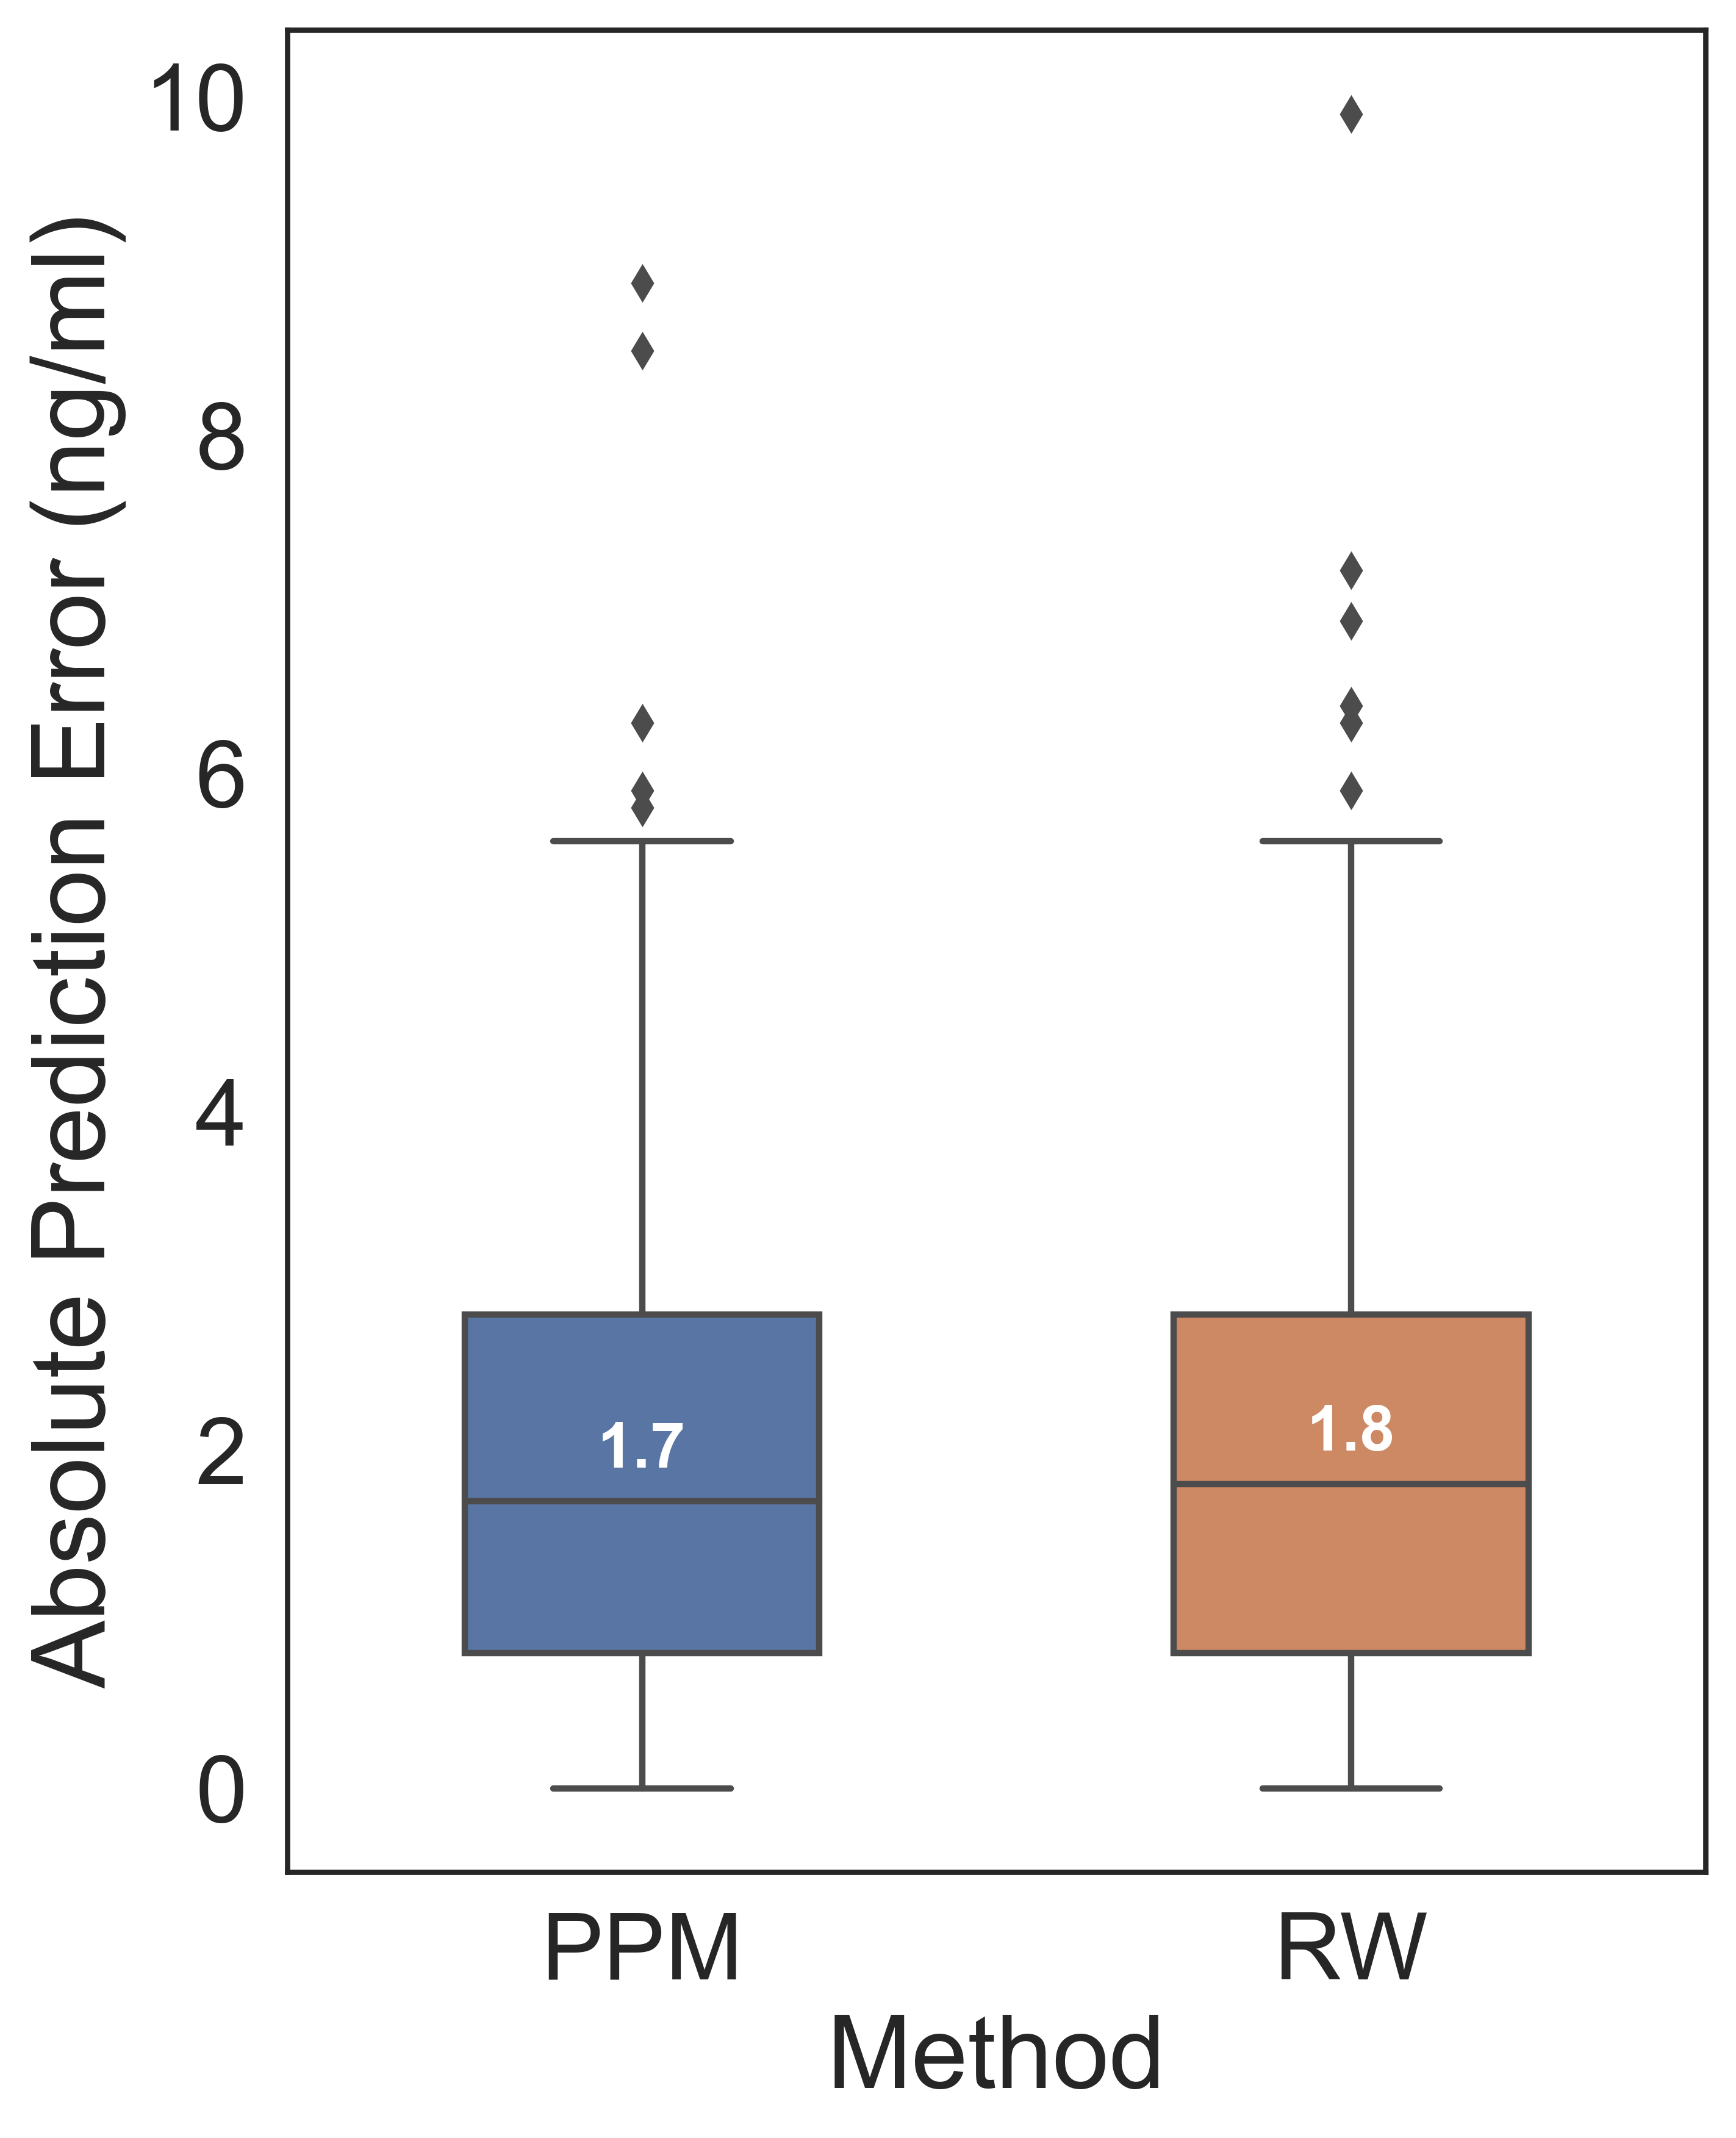 Absolute Prediction Error (ng/ml)
10
8
6
4
2
0
1.7
1.8
PPM
RW
Method